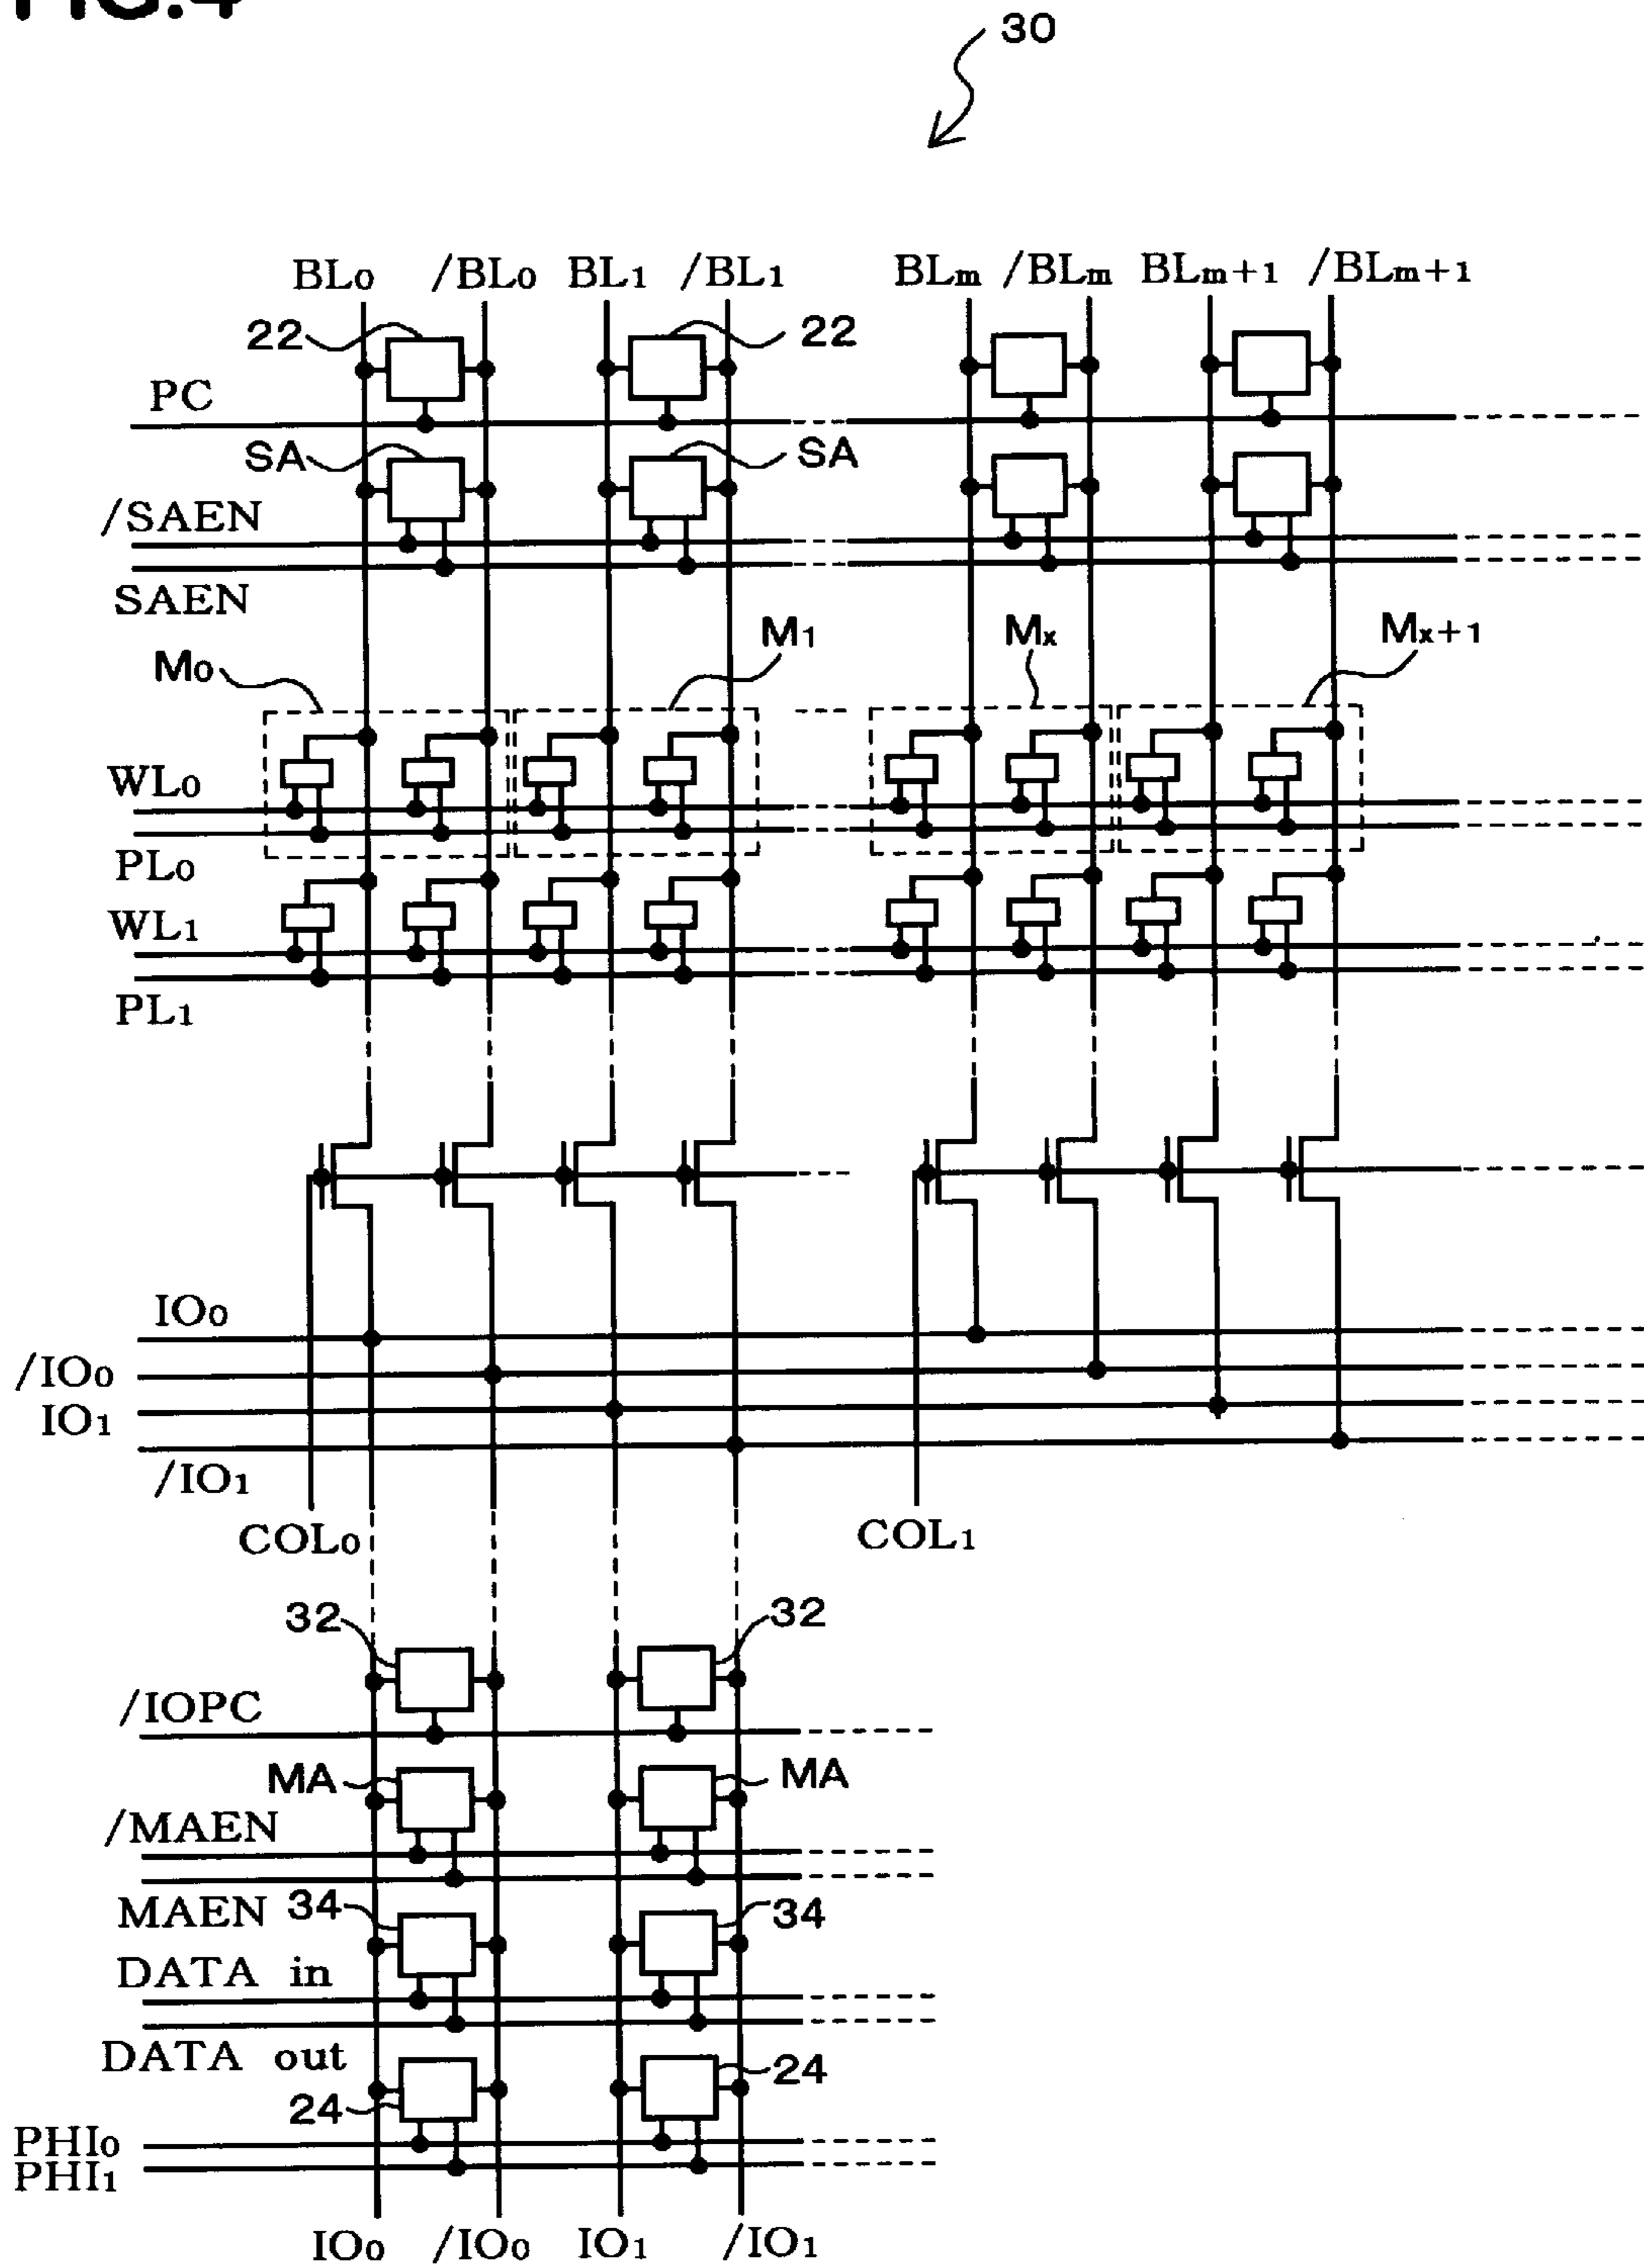 FIG.4
30
BL0 /BL0 BL1 /BL1 BLm /BLm BLm+1 /BLm+1
22 22
PC
SA SA
/SAEN
SAEN
M0 M1 Mx Mx+1
WL0
PL0
WL1
PL1
IO0
/IO0
IO1
/IO1
COL0 COL1
32 32
/IOPC
MA MA
/MAEN
MAEN 34 34
DATA in
DATA out
24 24
PHI0
PHI1
IO0 /IO0 IO1 /IO1